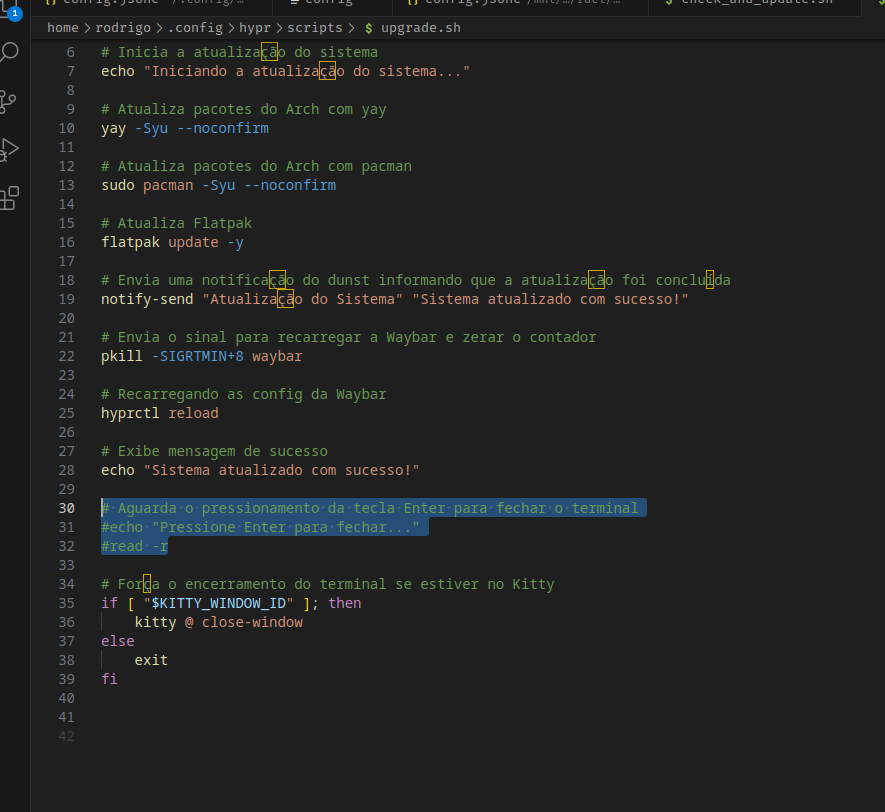 1
config.jsonc ~/.config/... config config.jsonc /mnt/.../ check_and_update.sh
home > rodrigo > .config > hypr > scripts > $ upgrade.sh
6 # Inicia a atualização do sistema
7 echo "Iniciando a atualização do sistema..."
8
9 # Atualiza pacotes do Arch com yay
10 yay -Syu --noconfirm
11
12 # Atualiza pacotes do Arch com pacman
13 sudo pacman -Syu --noconfirm
14
15 # Atualiza Flatpak
16 flatpak update -y
17
18 # Envia uma notificação do dunst informando que a atualização foi concluída
19 notify-send "Atualização do Sistema" "Sistema atualizado com sucesso!"
20
21 # Envia o sinal para recarregar a Waybar e zerar o contador
22 pkill -SIGRTMIN+8 waybar
23
24 # Recarregando as config da Waybar
25 hyprctl reload
26
27 # Exibe mensagem de sucesso
28 echo "Sistema atualizado com sucesso!"
29
30 # Aguarda o pressionamento da tecla Enter para fechar o terminal
31 #echo "Pressione Enter para fechar..."
32 #read -r
33
34 # Força o encerramento do terminal se estiver no Kitty
35 if [ "$KITTY_WINDOW_ID" ]; then
36 kitty @ close-window
37 else
38 exit
39 fi
40
41
42